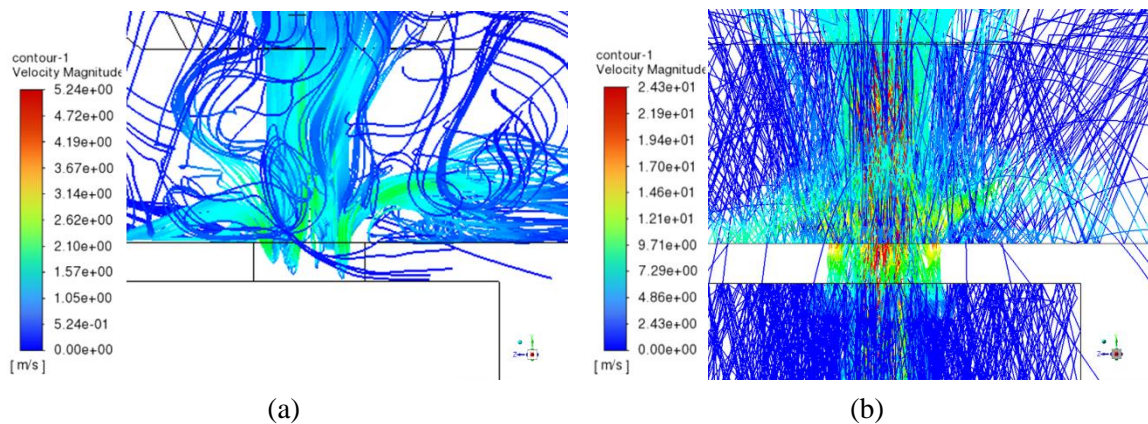 contour-1
Velocity Magnitude
5.24e+00
4.72e+00
4.19e+00
3.67e+00
3.14e+00
2.62e+00
2.10e+00
1.57e+00
1.05e+00
5.24e-01
0.00e+00
[ m/s ]
Z
(a)
contour-1
Velocity Magnitude
2.43e+01
2.19e+01
1.94e+01
1.70e+01
1.46e+01
1.21e+01
9.71e+00
7.29e+00
4.86e+00
2.43e+00
0.00e+00
[ m/s ]
Z
(b)